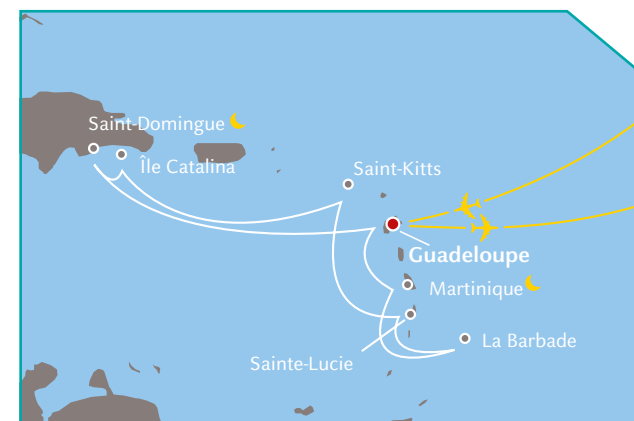 Saint-Domingue
Île Catalina
Saint-Kitts
Guadeloupe
Martinique
La Barbade
Sainte-Lucie